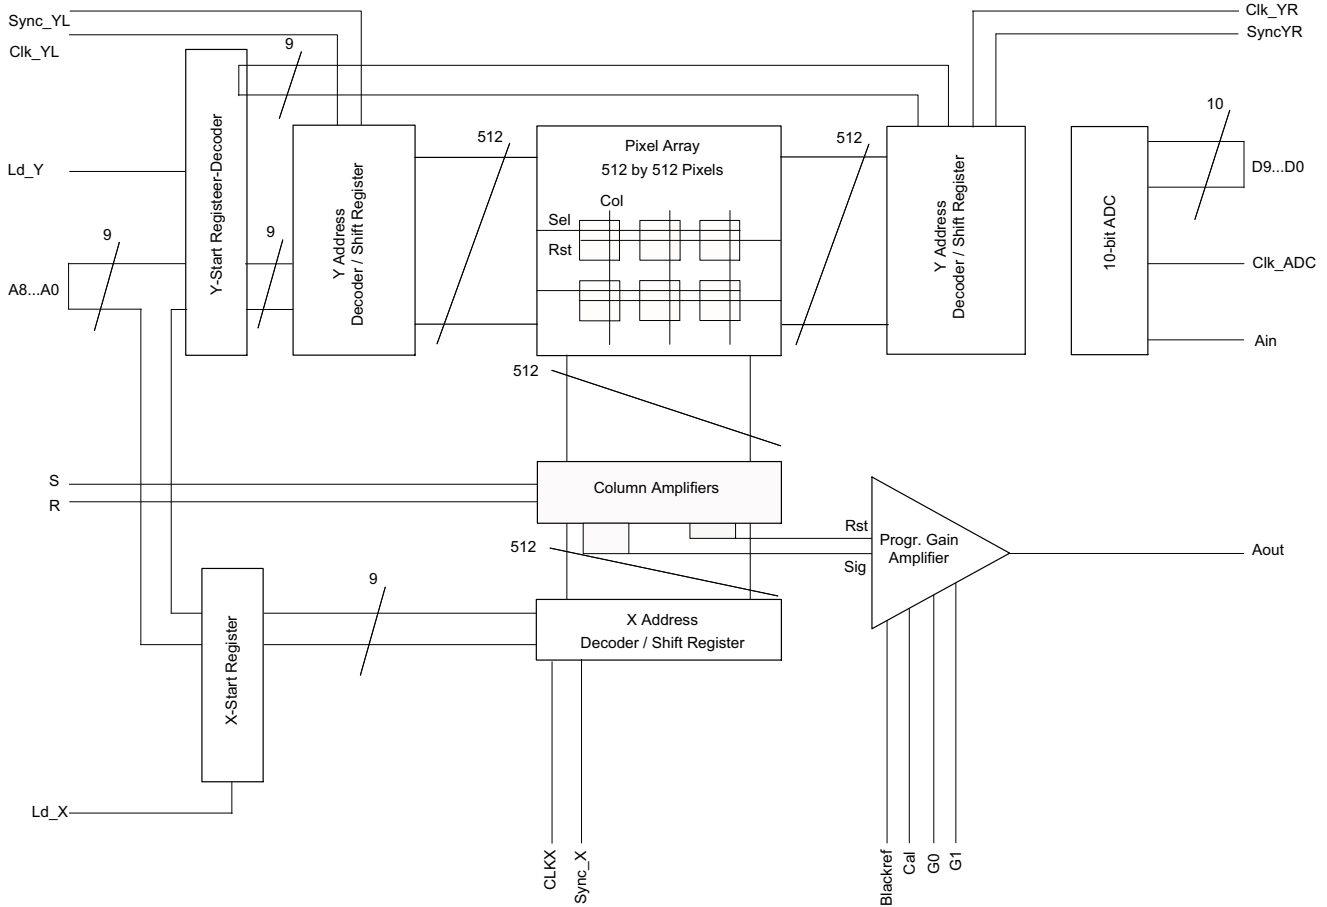 Sync_YL
Clk_YL
Clk_YR
SyncYR
9
Ld_Y
9
A8...A0
Y-Start Registeer-Decoder
9
Y Address
Decoder / Shift Register
512
Pixel Array
512 by 512 Pixels
Col
Sel
Rst
512
Y Address
Decoder / Shift Register
10-bit ADC
10
D9...D0
Clk_ADC
Ain
512
S
R
Column Amplifiers
512
Rst
Sig
Progr. Gain
Amplifier
Aout
9
X-Start Register
X Address
Decoder / Shift Register
Ld_X
CLKX
Sync_X
Blackref
Cal
G0
G1